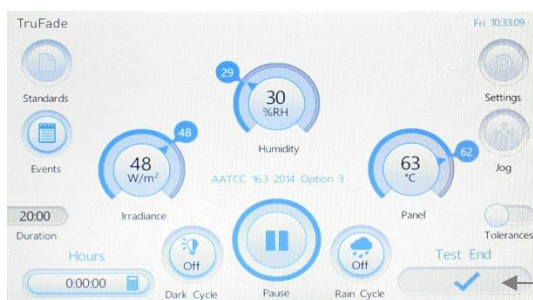 TruFade
Fri 10:33:09
Standards
Settings
29
30
%RH
Humidity
Events
Jog
48
48
W/m²
Irradiance
AATCC 16.3 2014 Option 3
62
63
°C
Panel
20:00
Duration
Tolerances
Hours
0:00:00
Off
Dark Cycle
Pause
Off
Rain Cycle
Test End